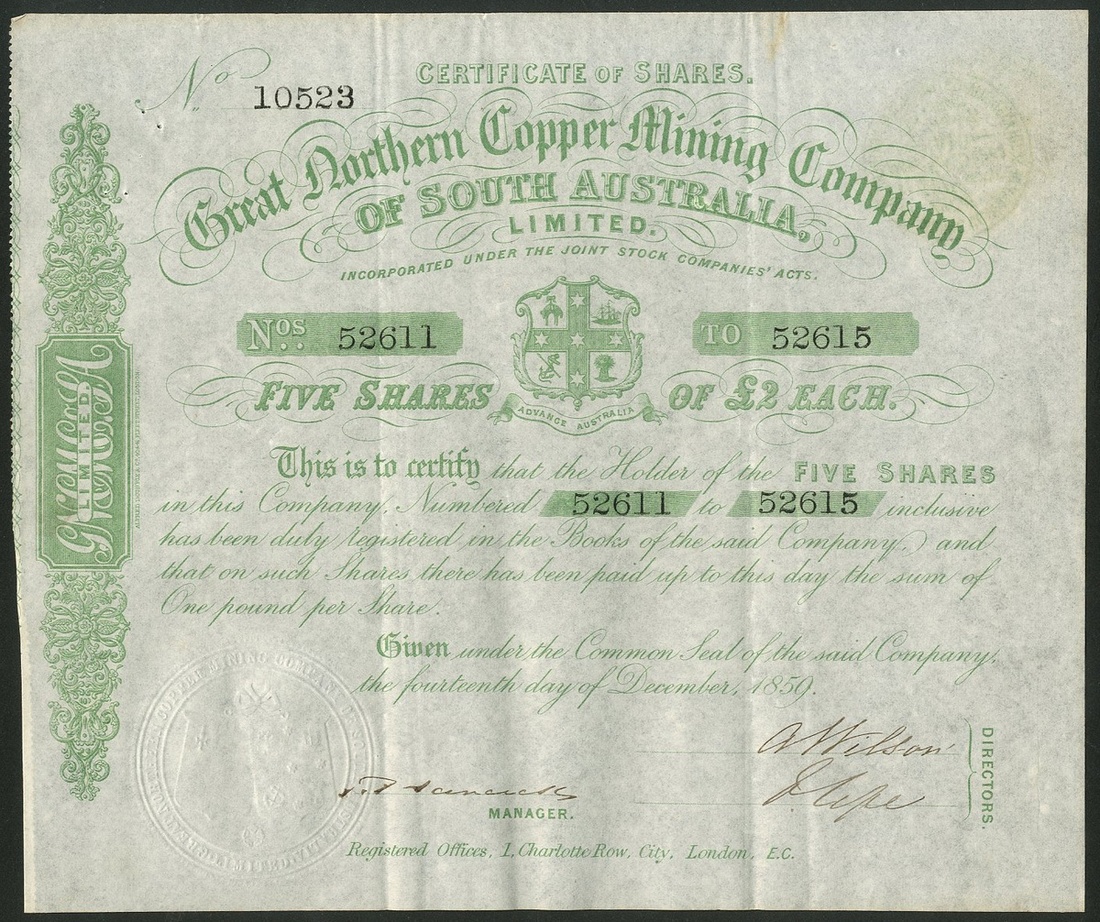 CERTIFICATE OF SHARES.
No. 10523
Great Northern Copper Mining Company
OF SOUTH AUSTRALIA,
LIMITED.
INCORPORATED UNDER THE JOINT STOCK COMPANIES' ACTS.
Nos.: 52611 TO 52615
FIVE SHARES OF £2 EACH.
ADVANCE AUSTRALIA
This is to certify that the Holder of the FIVE SHARES
in this Company, Numbered 52611 to 52615 inclusive
has been duly registered in the Books of the said Company, and
that on such Shares there has been paid up to this day the sum of
One pound per Share.
Given under the Common Seal of the said Company,
the fourteenth day of December, 1859.
A Wilson
MANAGER.
DIRECTORS.
Registered Offices, 1, Charlotte Row, City, London, E.C.
LIMITED
COPPER MINING COMPANY